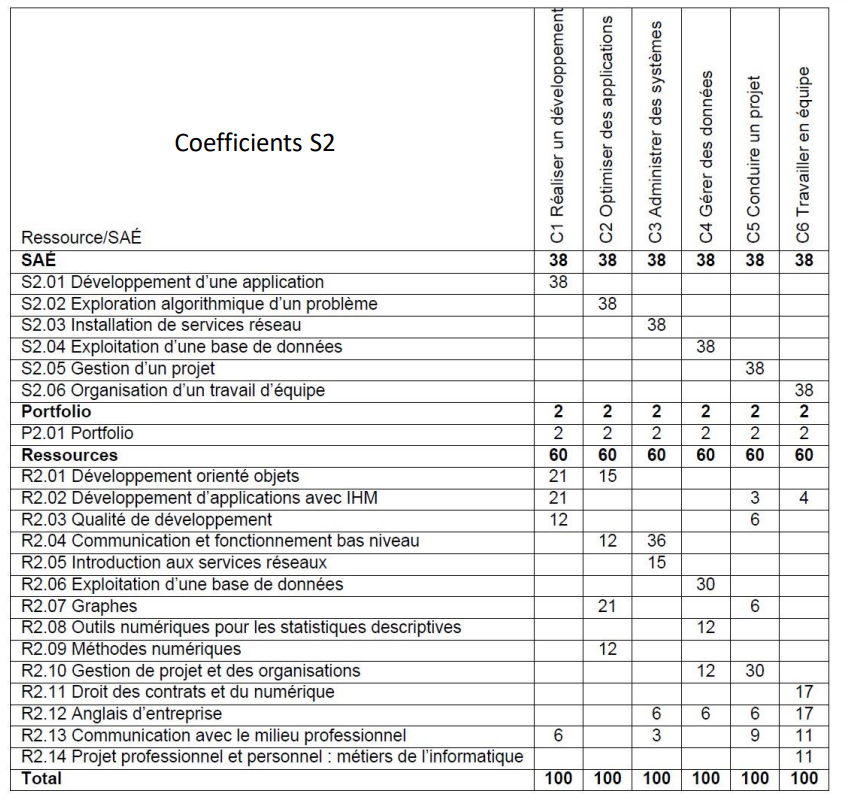 Coefficients S2
Ressource/SAÉ C1 Réaliser un développement C2 Optimiser des applications C3 Administrer des systèmes C4 Gérer des données C5 Conduire un projet C6 Travailler en équipe
SAÉ 38 38 38 38 38 38
S2.01 Développement d'une application 38
S2.02 Exploration algorithmique d'un problème 38
S2.03 Installation de services réseau 38
S2.04 Exploitation d'une base de données 38
S2.05 Gestion d'un projet 38
S2.06 Organisation d'un travail d'équipe 38
Portfolio 2 2 2 2 2 2
P2.01 Portfolio 2 2 2 2 2 2
Ressources 60 60 60 60 60 60
R2.01 Développement orienté objets 21 15
R2.02 Développement d'applications avec IHM 21 3 4
R2.03 Qualité de développement 12 6
R2.04 Communication et fonctionnement bas niveau 12 36
R2.05 Introduction aux services réseaux 15
R2.06 Exploitation d'une base de données 30
R2.07 Graphes 21 6
R2.08 Outils numériques pour les statistiques descriptives 12
R2.09 Méthodes numériques 12
R2.10 Gestion de projet et des organisations 12 30
R2.11 Droit des contrats et du numérique 17
R2.12 Anglais d'entreprise 6 6 6 17
R2.13 Communication avec le milieu professionnel 6 3 9 11
R2.14 Projet professionnel et personnel : métiers de l'informatique 11
Total 100 100 100 100 100 100